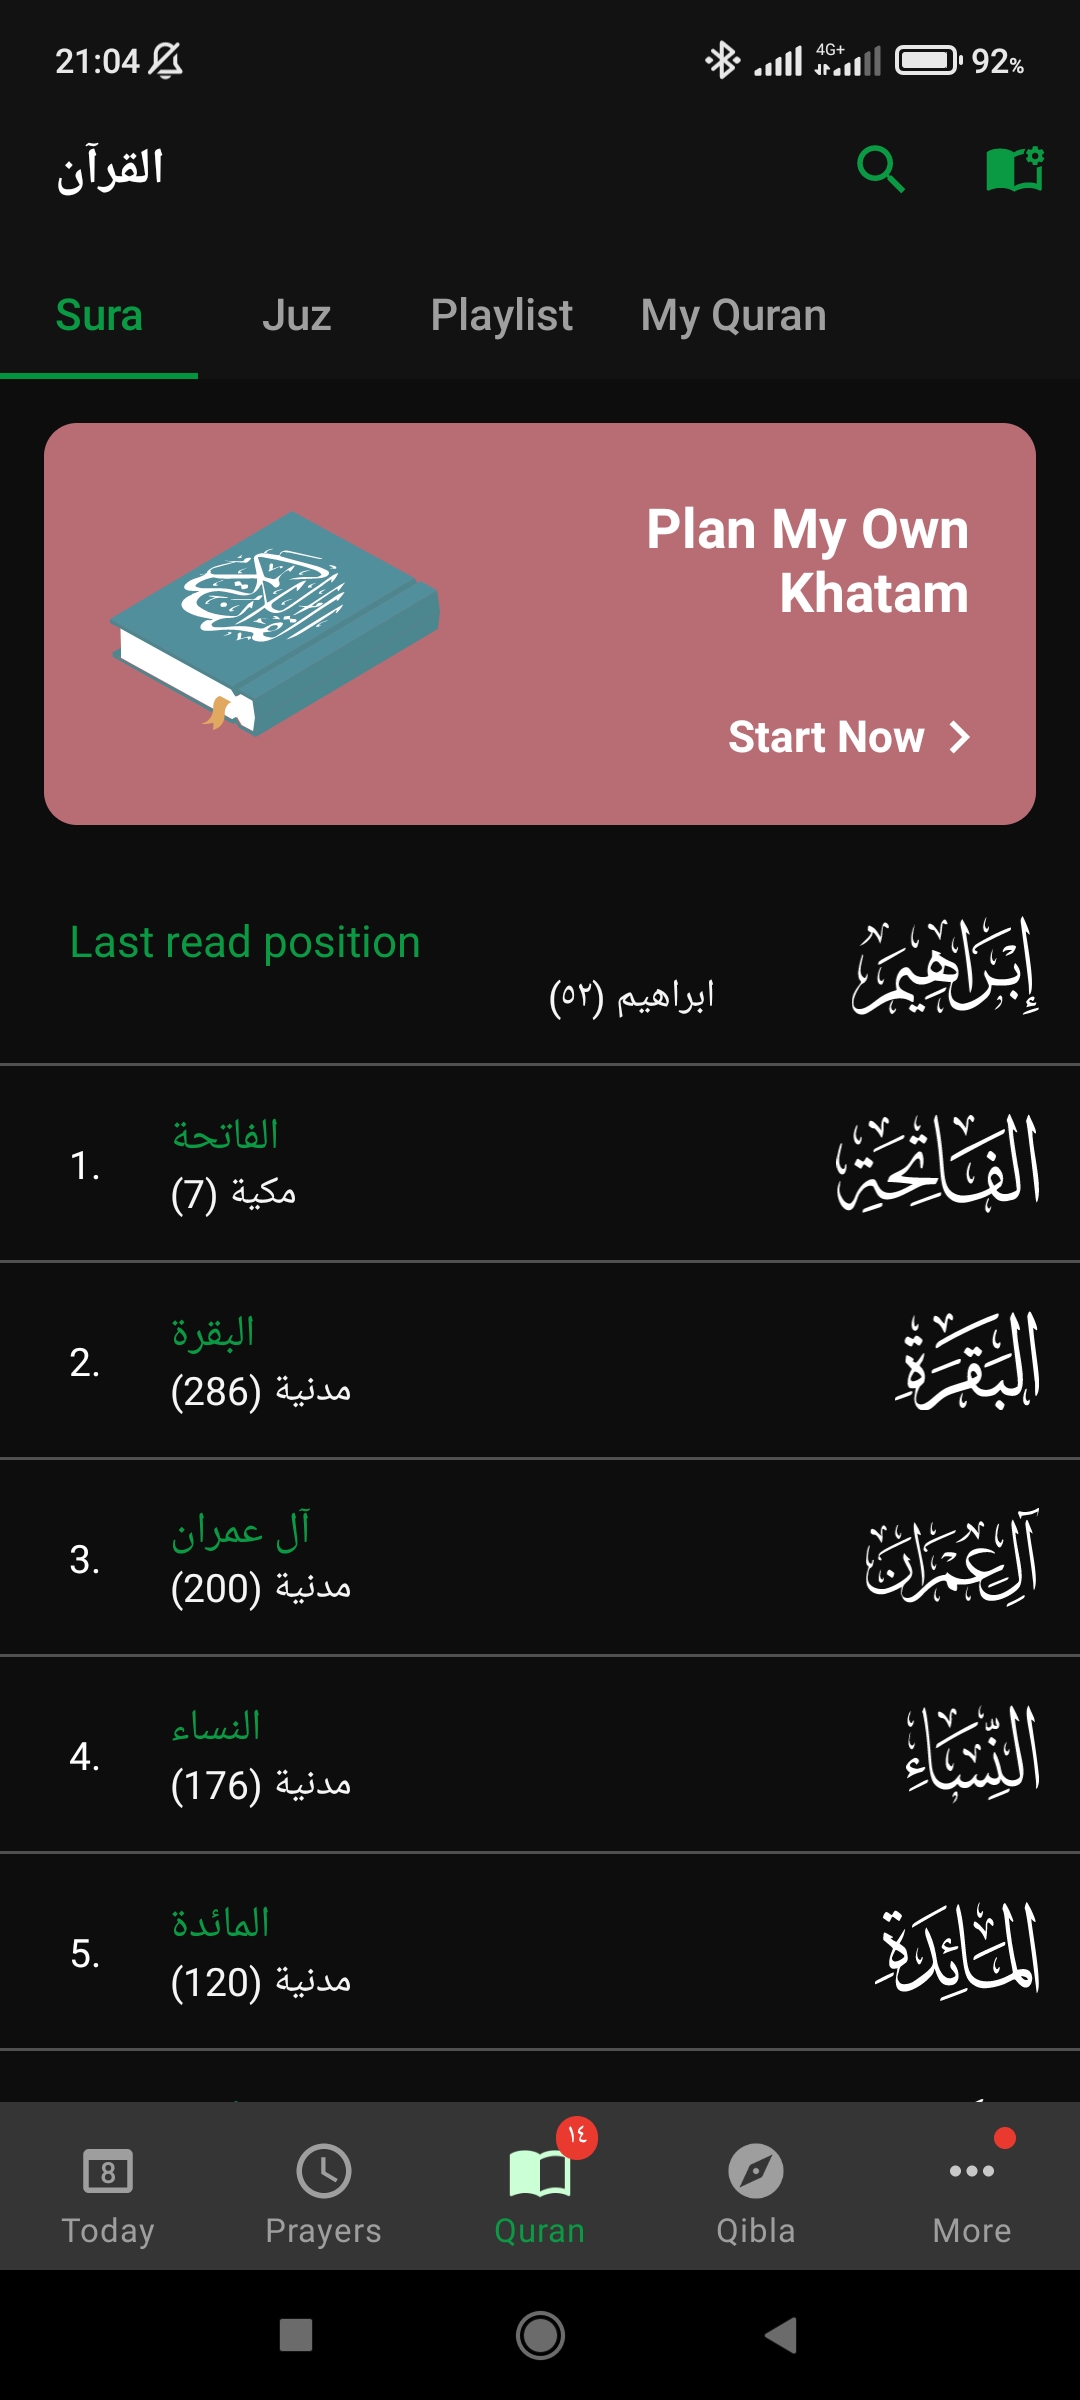 21:04
4G+
92%
القرآن
Sura
Juz
Playlist
My Quran
Plan My Own
Khatam
Start Now
Last read position
إِبْرَاهِيمَ
ابراهيم (٥٢)
1.
الفاتحة
مكية (7)
الفَاتِحَةِ
2.
البقرة
مدنية (286)
البَقَرَةِ
3.
آل عمران
مدنية (200)
آلِ عِمْرَانَ
4.
النساء
مدنية (176)
النِّسَاءِ
5.
المائدة
مدنية (120)
المَائِدَةِ
8
Today
Prayers
١٤
Quran
Qibla
More